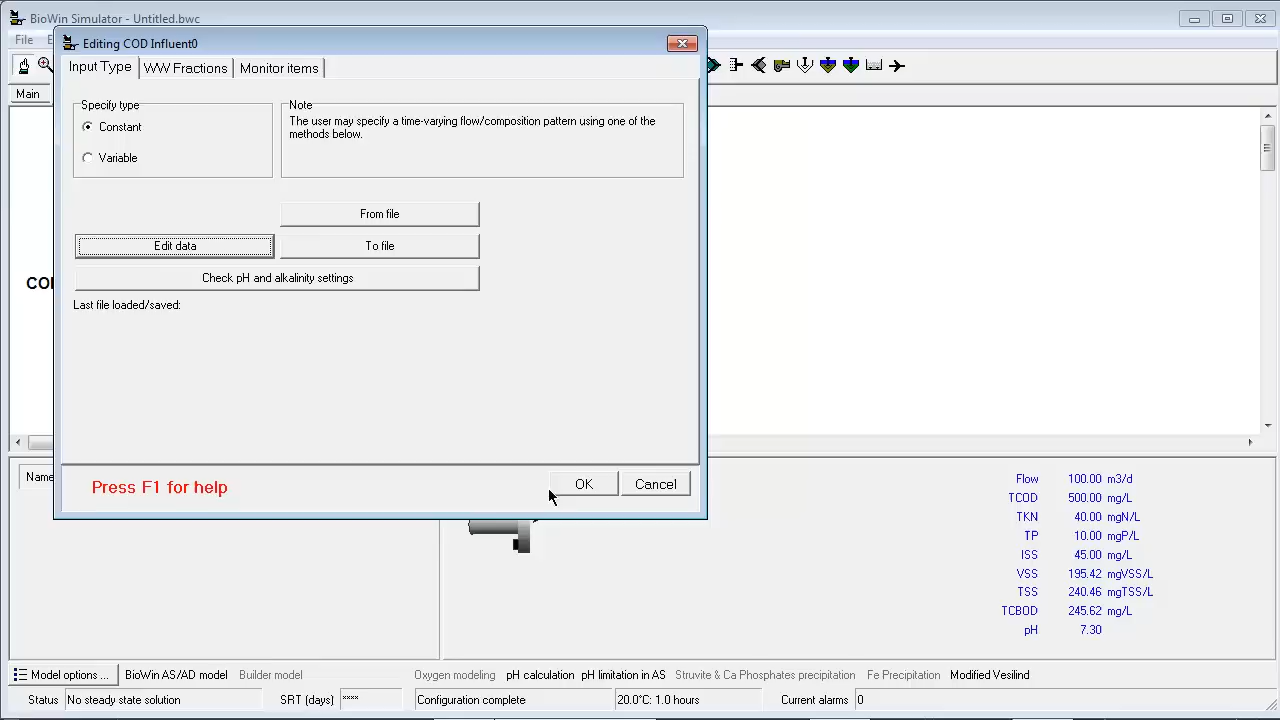 BioWin Simulator - Untitled.bwc
File
Editing COD Influent0
Input Type
WW Fractions
Monitor items
Main
Specify type
Constant
Variable
Note
The user may specify a time-varying flow/composition pattern using one of the
methods below.
From file
Edit data
To file
Check pH and alkalinity settings
Last file loaded/saved:
Press F1 for help
OK
Cancel
Name
Flow 100.00 m3/d
TCOD 500.00 mg/L
TKN 40.00 mgN/L
TP 10.00 mgP/L
ISS 45.00 mg/L
VSS 195.42 mgVSS/L
TSS 240.46 mgTSS/L
TCBOD 245.62 mg/L
pH 7.30
Model options ... BioWin AS/AD model Builder model Oxygen modeling pH calculation pH limitation in AS Struvite & Ca Phosphates precipitation Fe Precipitation Modified Vesilind
Status No steady state solution SRT (days) **** Configuration complete 20.0°C: 1.0 hours Current alarms 0